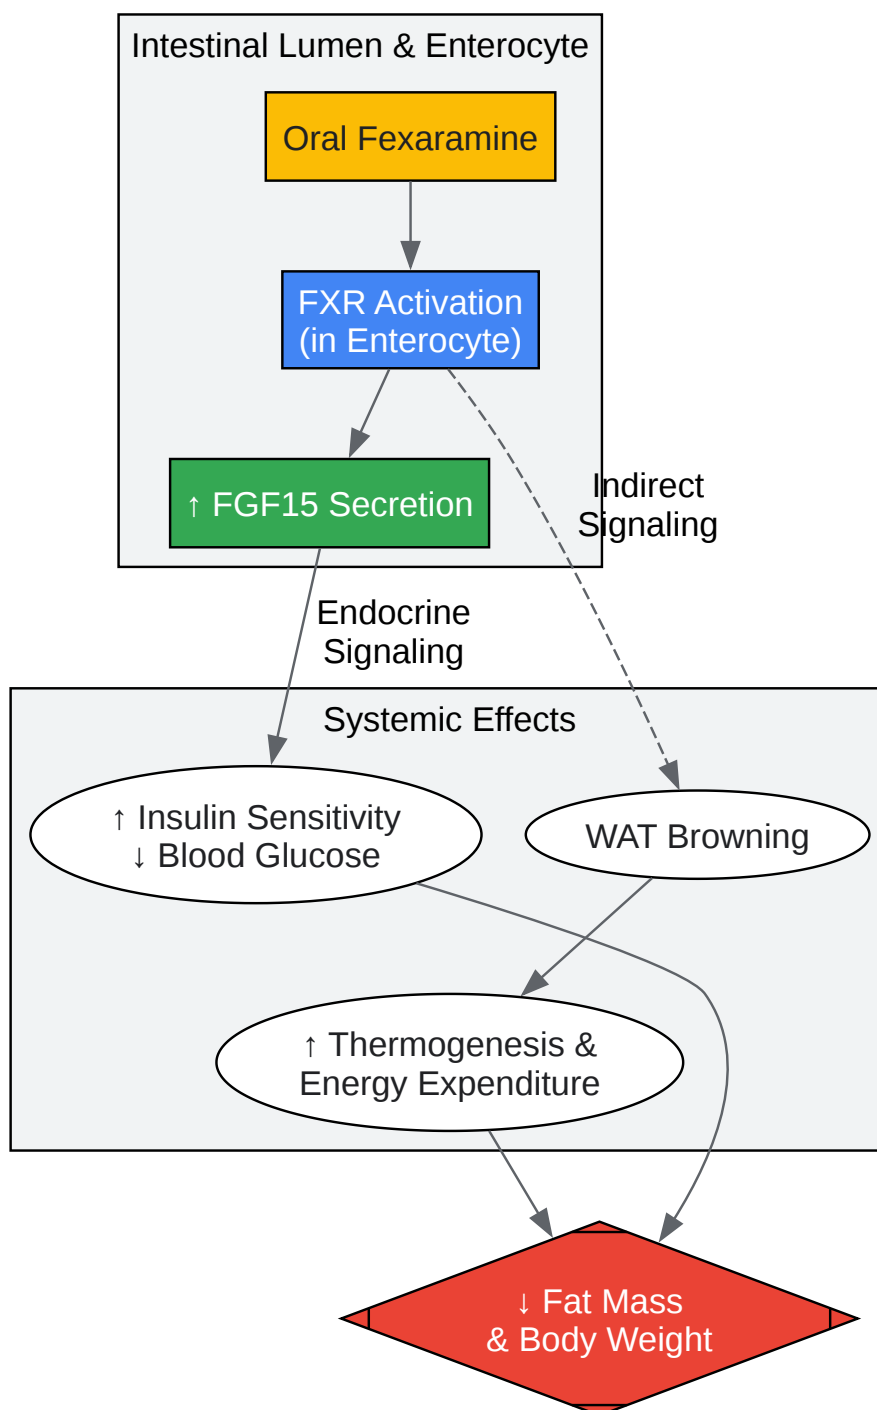 Intestinal Lumen & Enterocyte
Oral Fexaramine
FXR Activation
(in Enterocyte)
↑ FGF15 Secretion
Indirect
Signaling
Endocrine
Signaling
Systemic Effects
↑ Insulin Sensitivity
↓ Blood Glucose
WAT Browning
↑ Thermogenesis &
Energy Expenditure
↓ Fat Mass
& Body Weight